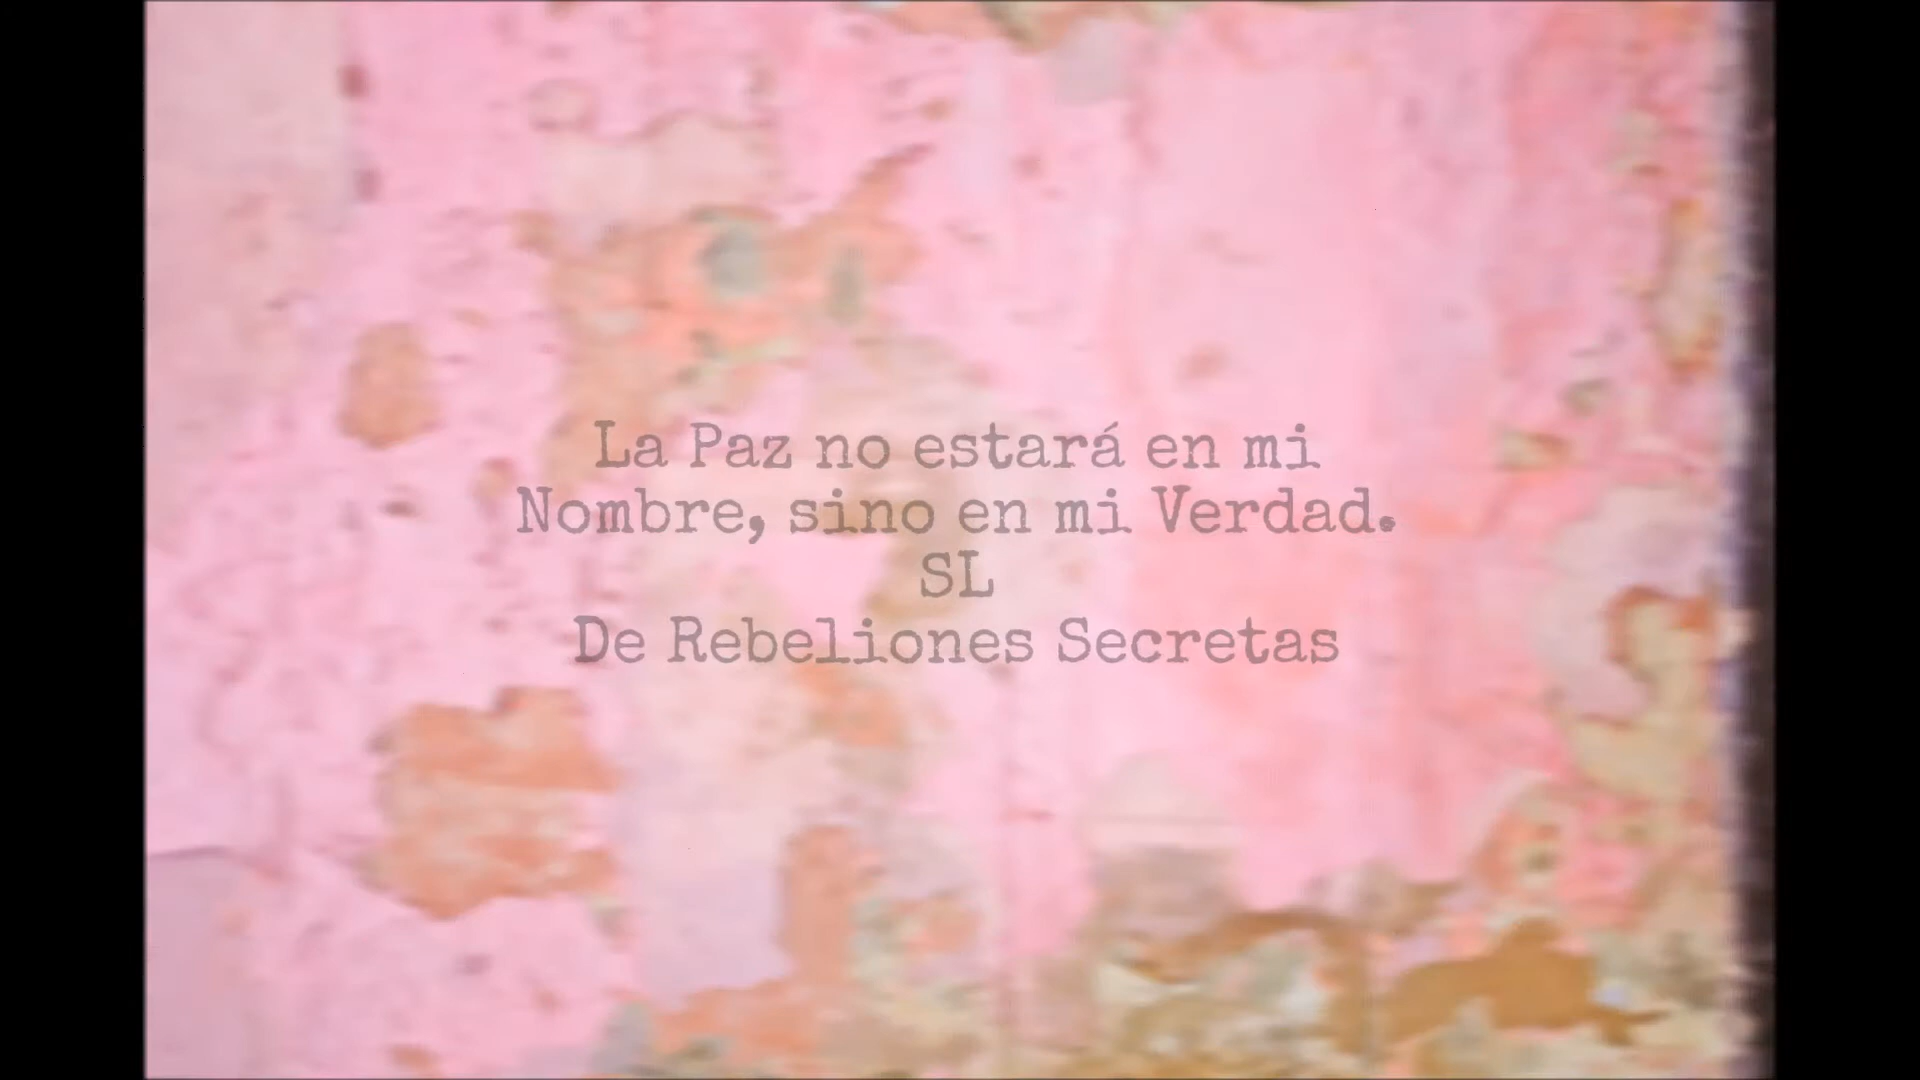 La Paz no estará en mi
Nombre, sino en mi Verdad.
SL
De Rebeliones Secretas